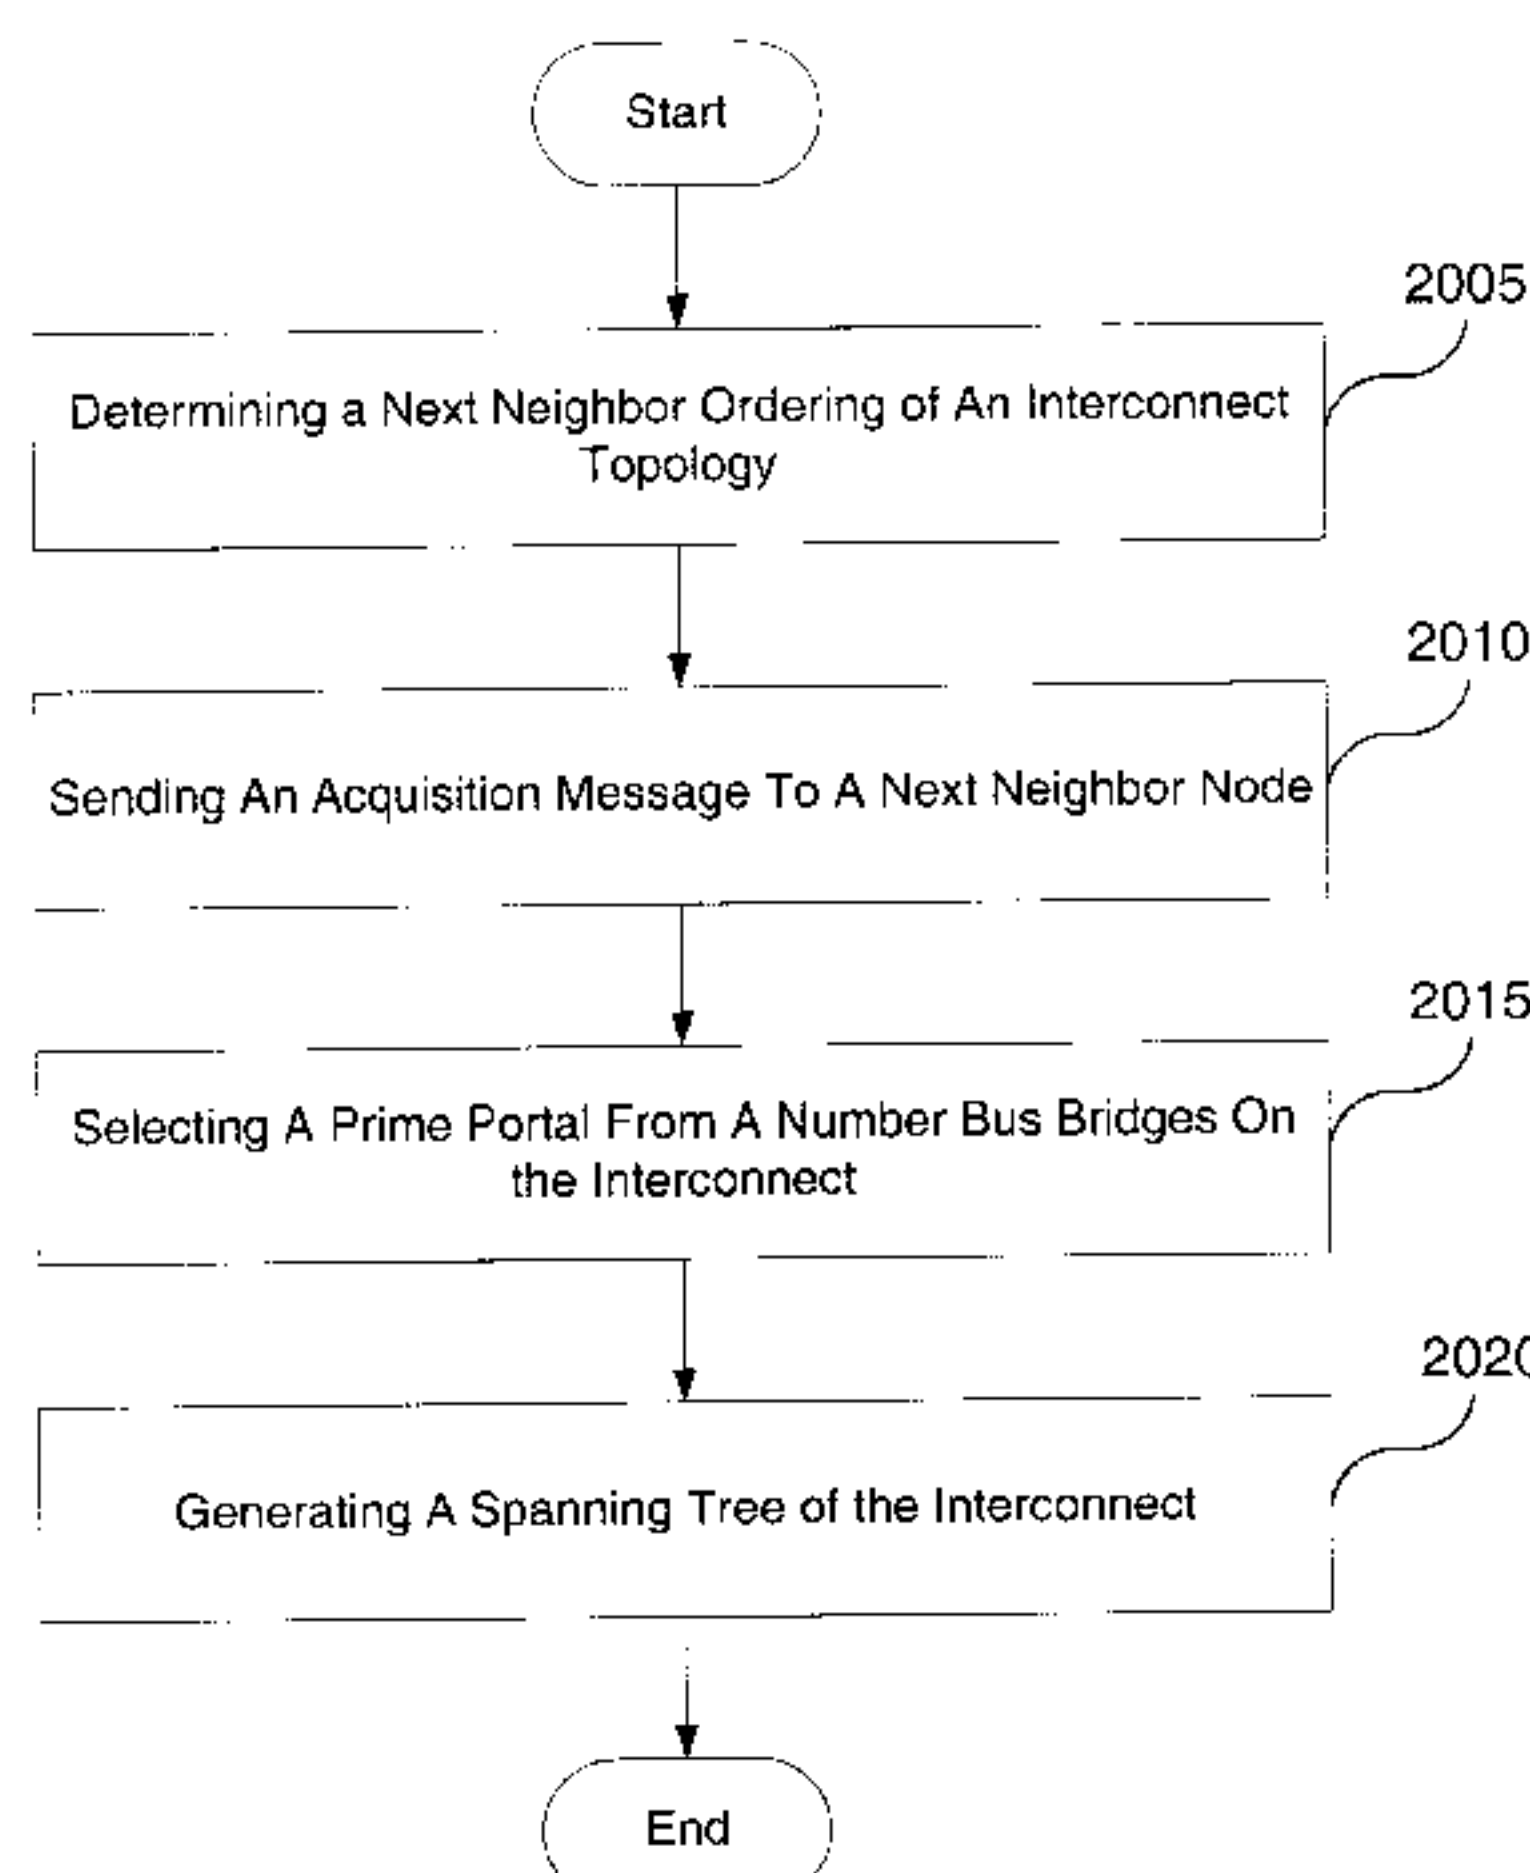 Start
2005
Determining a Next Neighbor Ordering of An Interconnect
Topology
2010
Sending An Acquisition Message To A Next Neighbor Node
2015
Selecting A Prime Portal From A Number Bus Bridges On
the Interconnect
2020
Generating A Spanning Tree of the Interconnect
End